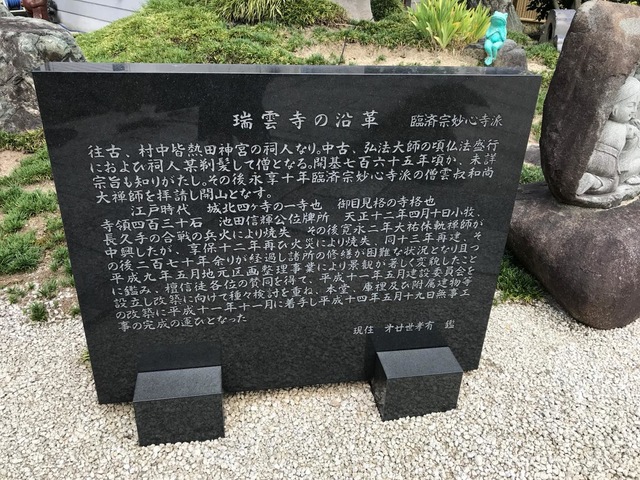 瑞雲寺の沿革 臨済宗妙心寺派
往古、村中皆熱田神宮の祠人なり。中古、弘法大師の頃仏法盛行
におよび祠人某剃髪して僧となる。開基七百六十五年頃か、未詳
宗旨も知りがたし。その後永享十年臨済宗妙心寺派の僧雲叔和尚
大禅師を拝請し開山となす。
江戸時代 城北四ケ寺の一寺也 御目見格の寺格也
寺領四百三十石 池田信輝公位牌所 天正十二年四月十日小牧、
長久手の合戦の兵火により焼失 その後寛永二年大祐休軌禅師が
中興したが、享保十二年再び火災により焼失、同十三年再建、そ
の後二百七十年余りが経過し諸所の修繕が困難な状況となり且つ
平成九年五月地元区画整理事業により景観が著しく変貌したこと
に鑑み、檀信徒各位の賛同を得て、平成十一年五月建設委員会を
設立し改築に向けて種々検討を重ね、本堂、庫裡及び附属建物等
の改築に平成十一年十一月に着手し平成十四年五月十九日無事工
事の完成の運びとなった
現住 才廿世孝有 鑑